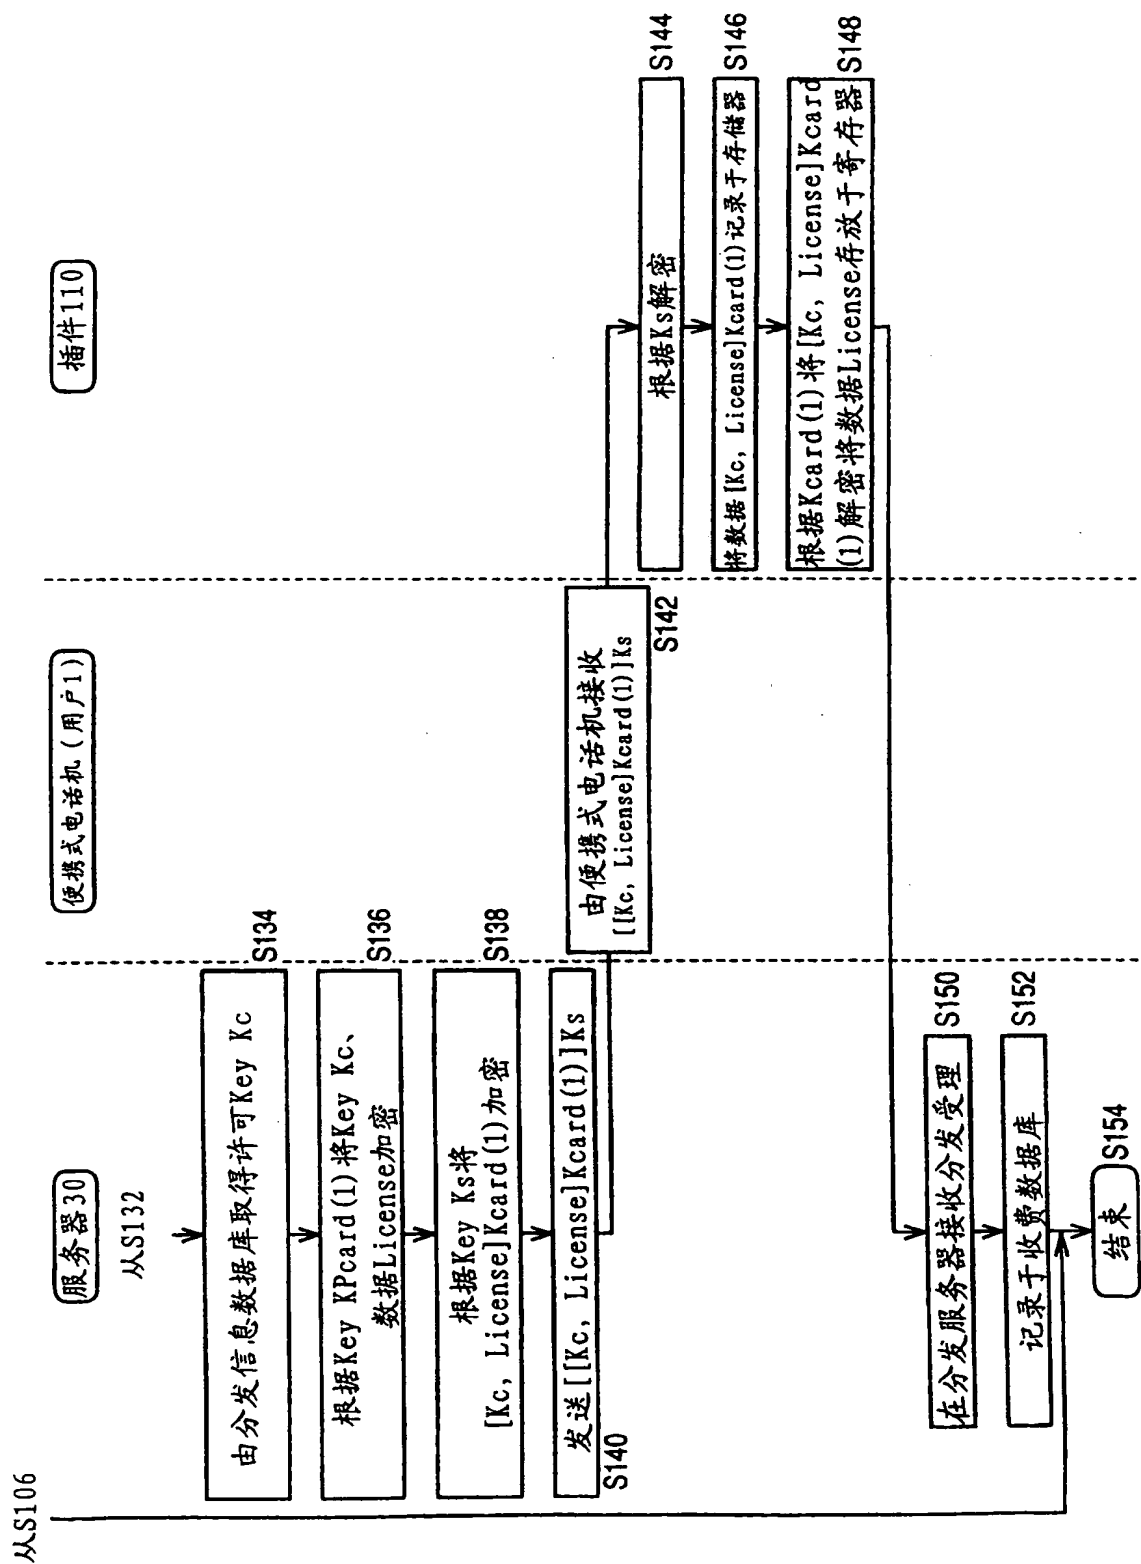 从S106
服务器30
便携式电话机(用户1)
插件110
从S132
由分发信息数据库取得许可Key Kc
S134
根据Key KPcard(1)将Key Kc、
数据License加密
S136
根据Key Ks将
[Kc, License]Kcard(1)加密
S138
发送[[Kc, License]Kcard(1)]Ks
S140
由便携式电话机接收
[[Kc, License]Kcard(1)]Ks
S142
根据Ks解密
S144
将数据[Kc, License]Kcard(1)记录于存储器
S146
根据Kcard(1)将[Kc, License]Kcard
(1)解密将数据License存放于寄存器
S148
在分发服务器接收分发受理
S150
记录于收费数据库
S152
结束
S154